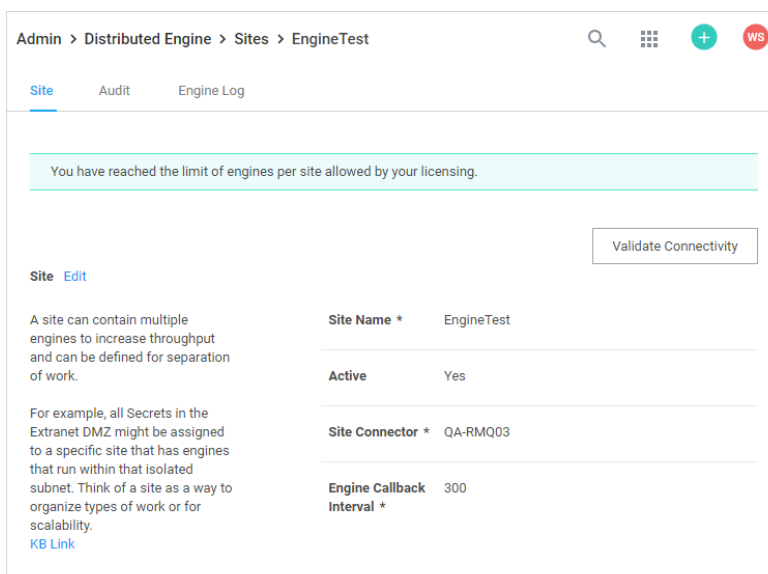 Admin > Distributed Engine > Sites > EngineTest
WS
Site Audit Engine Log
You have reached the limit of engines per site allowed by your licensing.
Validate Connectivity
Site Edit
A site can contain multiple
engines to increase throughput
and can be defined for separation
of work.
For example, all Secrets in the
Extranet DMZ might be assigned
to a specific site that has engines
that run within that isolated
subnet. Think of a site as a way to
organize types of work or for
scalability.
KB Link
Site Name * EngineTest
Active Yes
Site Connector * QA-RMQ03
Engine Callback 300
Interval *